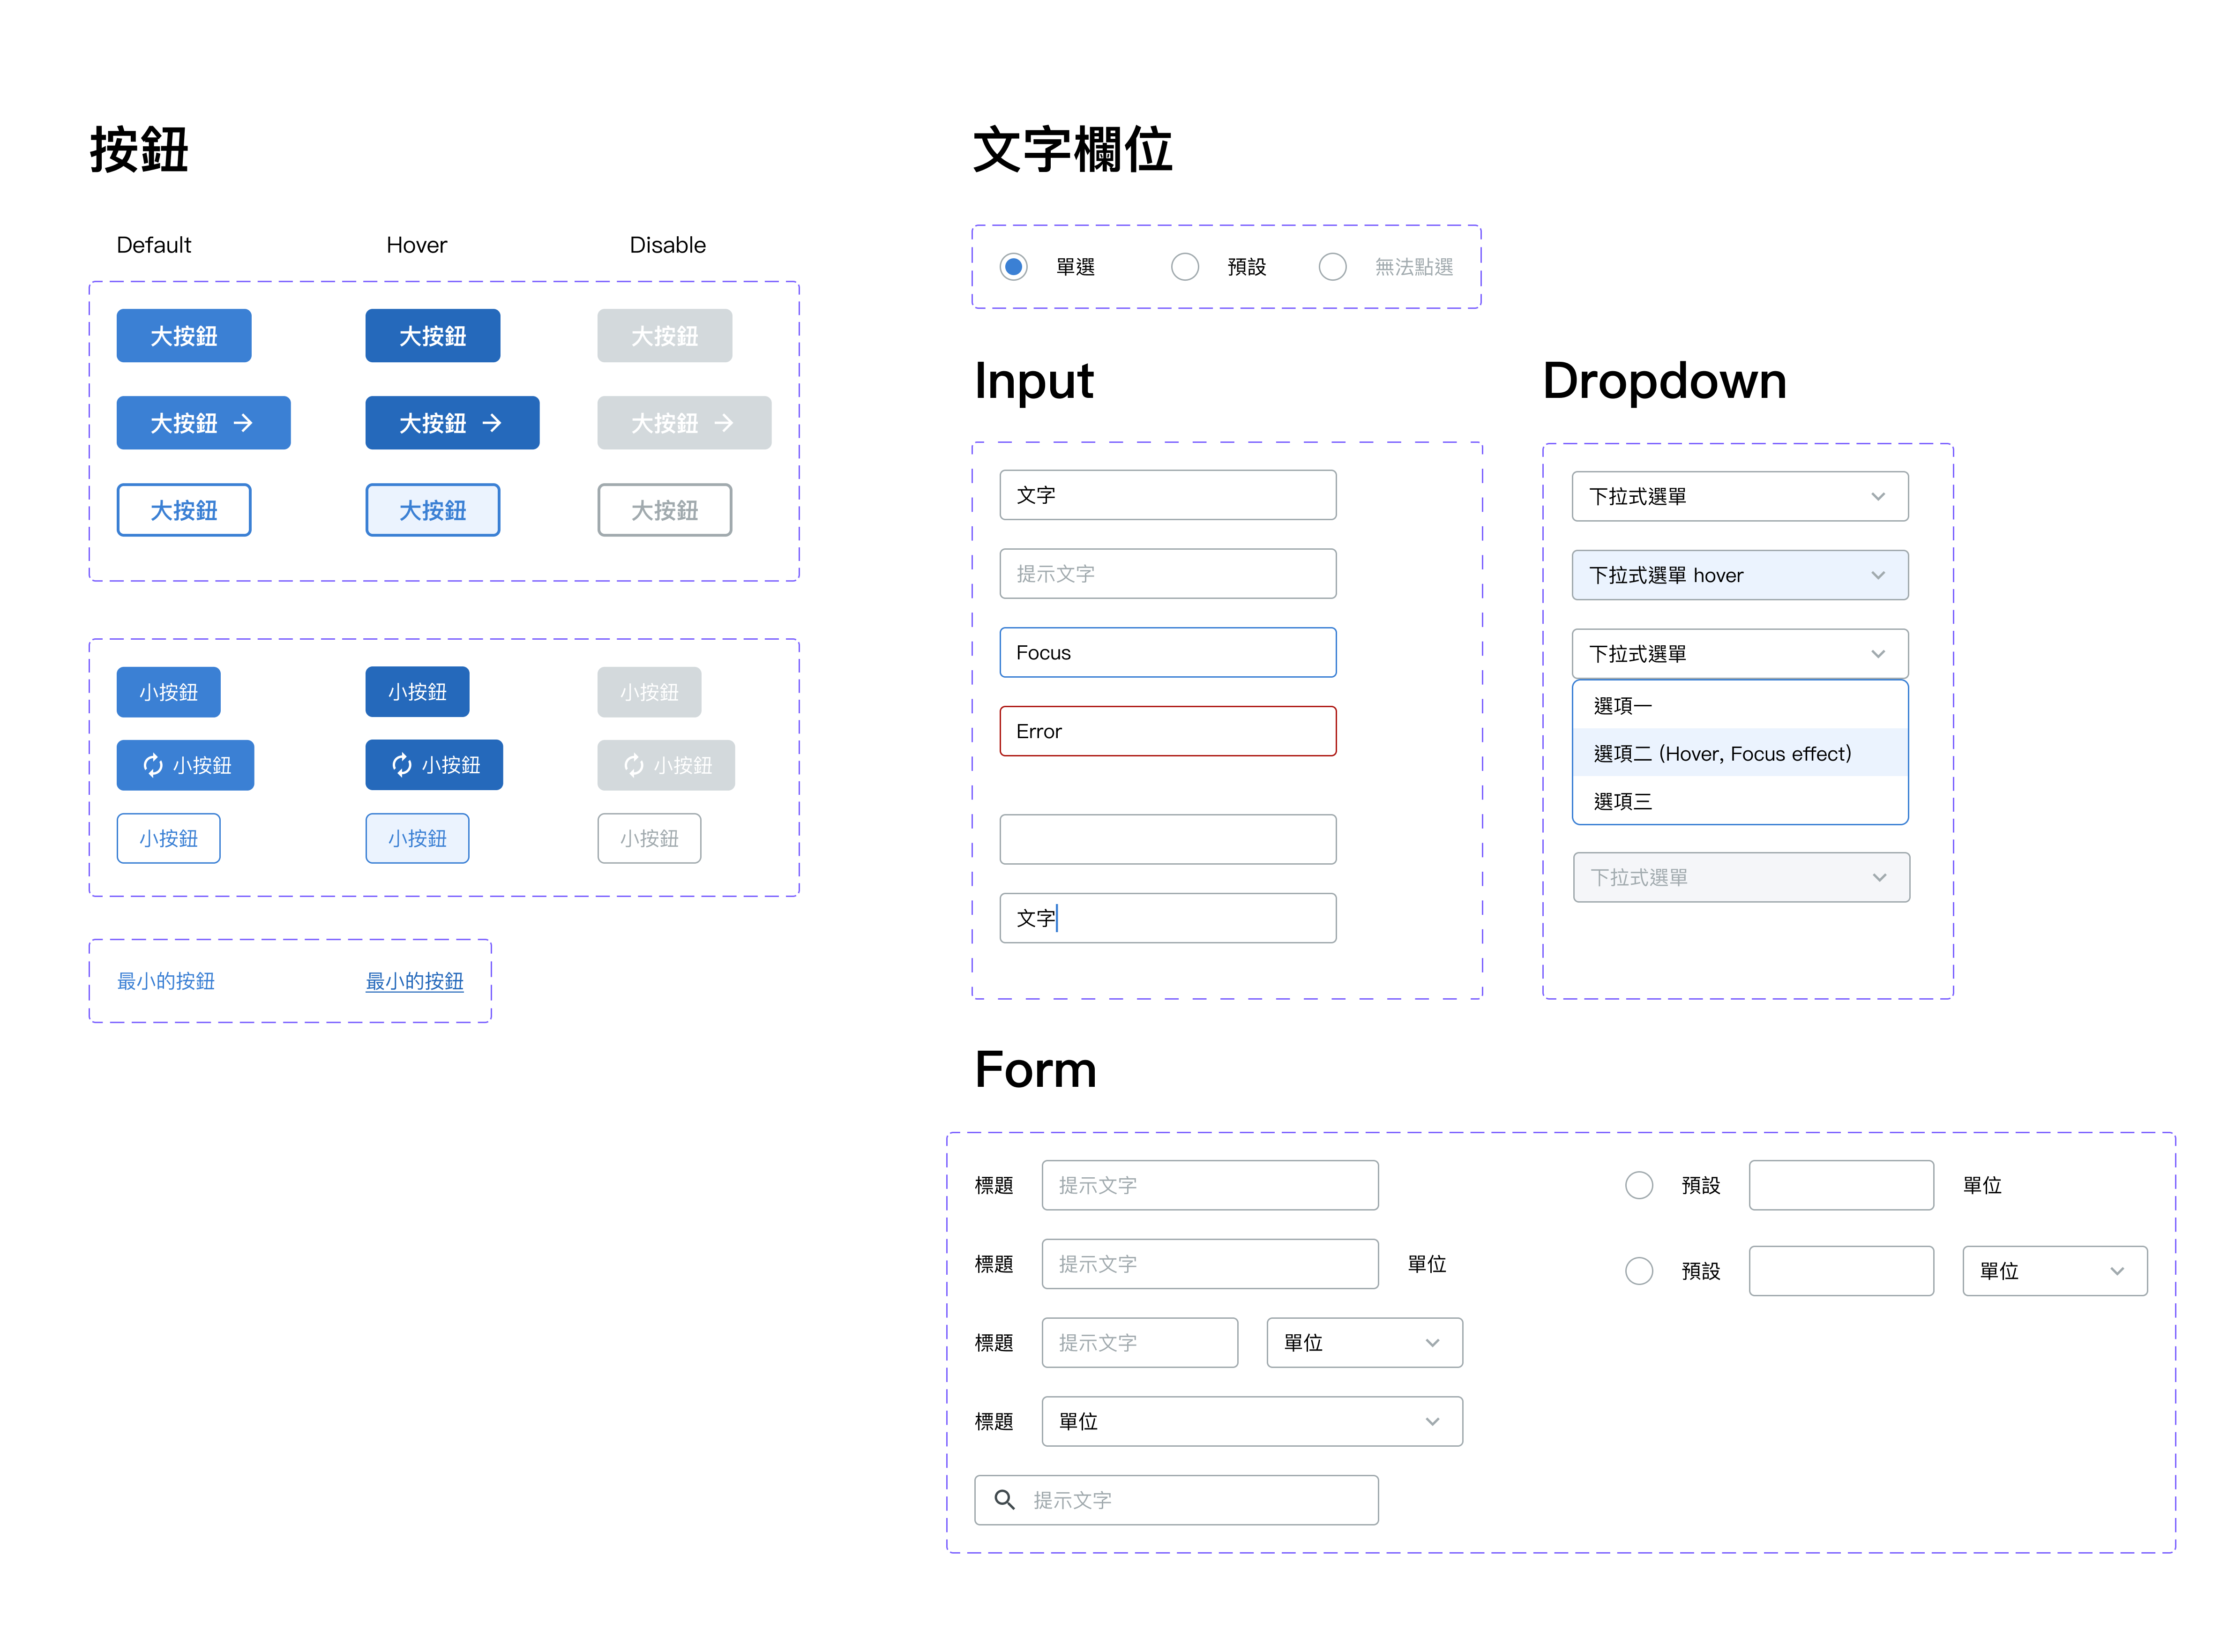 按鈕
Default Hover Disable
大按鈕 大按鈕 大按鈕
大按鈕 大按鈕 大按鈕
大按鈕 大按鈕 大按鈕
小按鈕 小按鈕 小按鈕
小按鈕 小按鈕 小按鈕
小按鈕 小按鈕 小按鈕
最小的按鈕 最小的按鈕
文字欄位
單選 預設 無法點選
Input
文字
提示文字
Focus
Error
文字
Dropdown
下拉式選單
下拉式選單 hover
下拉式選單
選項一
選項二 (Hover, Focus effect)
選項三
下拉式選單
Form
標題 提示文字
標題 提示文字 單位
標題 提示文字 單位
標題 單位
提示文字
預設 單位
預設 單位